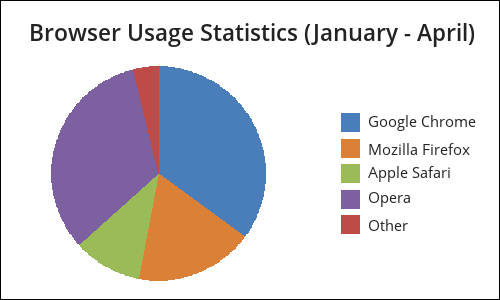 Browser Usage Statistics (January - April)
Google Chrome
Mozilla Firefox
Apple Safari
Opera
Other